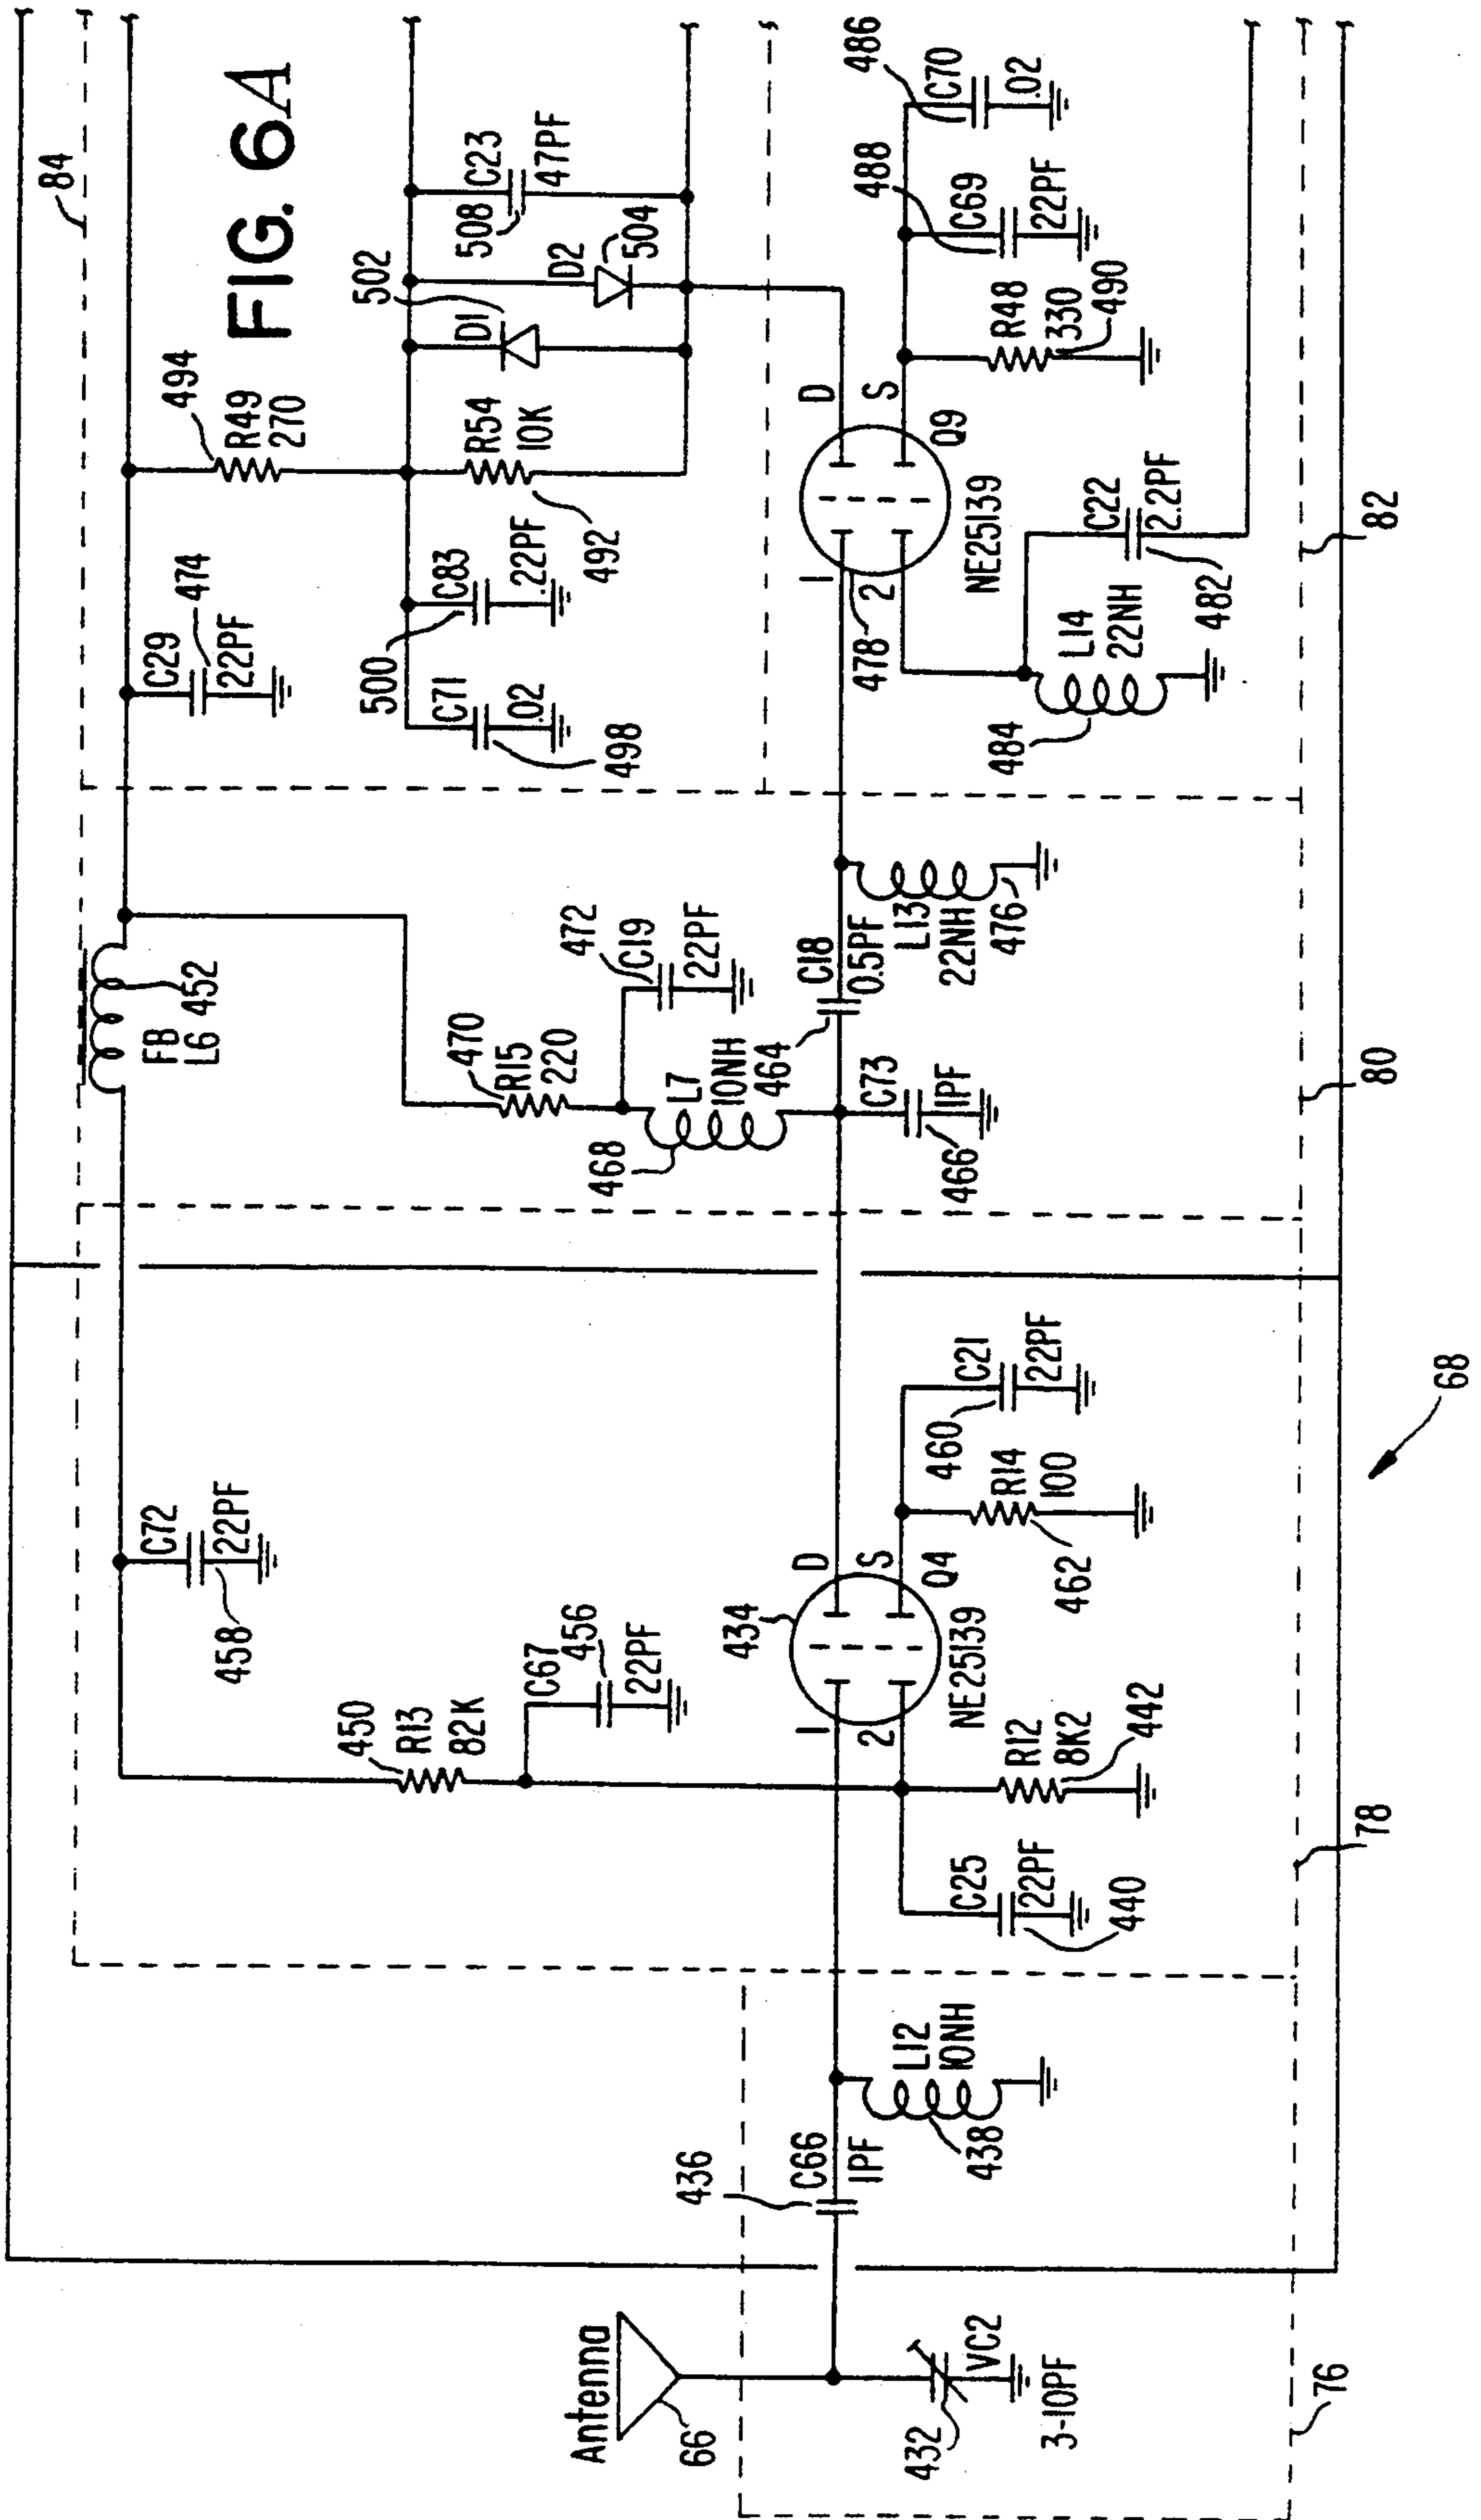 FIG. 6A
84
494
R49
270
502
D1
D2
504
508
C23
47PF
486
C70
.02
488
C69
22PF
R48
330
490
C29
474
22PF
500
C83
.22PF
C71
.02
498
R54
10K
492
D
S
Q9
1
2
478
NE25139
C22
2.2PF
482
L14
22NH
484
82
FB
L6
452
470
R15
220
472
C19
22PF
L7
10NH
468
464
C18
0.5PF
L13
22NH
476
C73
1PF
466
80
C72
22PF
458
450
R13
82K
C67
456
22PF
434
D
S
Q4
1
2
NE25139
C21
22PF
460
R14
100
462
R12
8K2
442
C25
22PF
440
78
68
436
C66
1PF
L12
10NH
438
Antenna
66
432
VC2
3-10PF
76